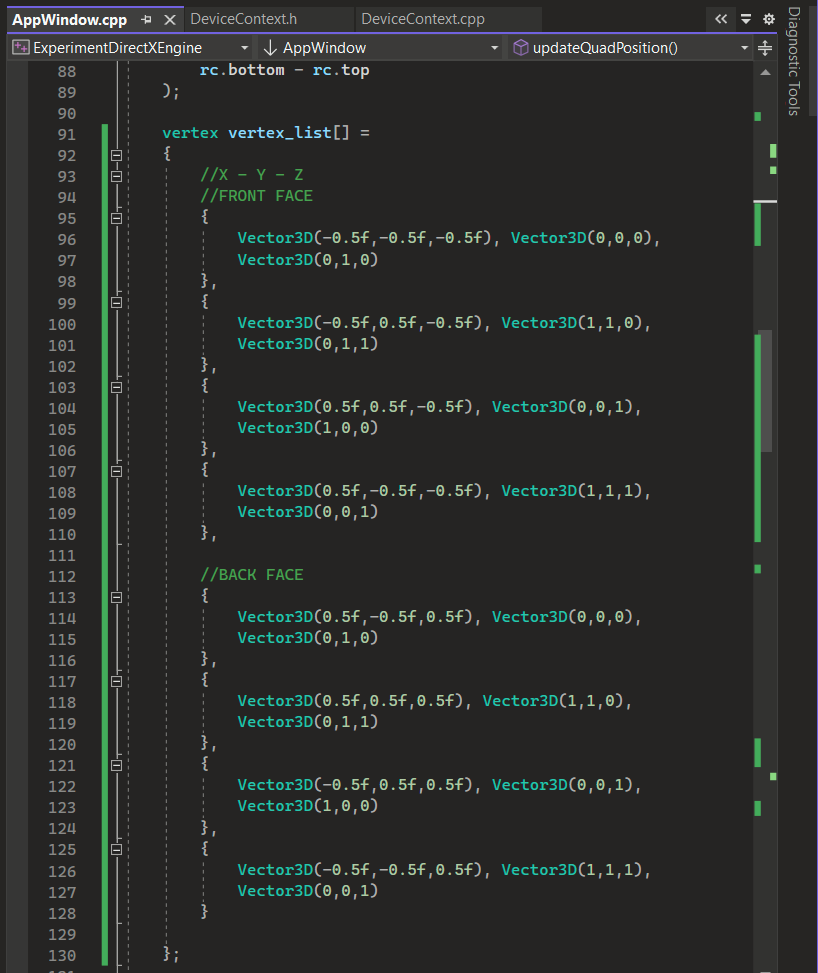 AppWindow.cpp DeviceContext.h DeviceContext.cpp
ExperimentDirectXEngine AppWindow updateQuadPosition()
Diagnostic Tools
88 rc.bottom - rc.top
89 );
90
91 vertex vertex_list[] =
92 {
93 //X - Y - Z
94 //FRONT FACE
95 {
96 Vector3D(-0.5f,-0.5f,-0.5f), Vector3D(0,0,0),
97 Vector3D(0,1,0)
98 },
99 {
100 Vector3D(-0.5f,0.5f,-0.5f), Vector3D(1,1,0),
101 Vector3D(0,1,1)
102 },
103 {
104 Vector3D(0.5f,0.5f,-0.5f), Vector3D(0,0,1),
105 Vector3D(1,0,0)
106 },
107 {
108 Vector3D(0.5f,-0.5f,-0.5f), Vector3D(1,1,1),
109 Vector3D(0,0,1)
110 },
111
112 //BACK FACE
113 {
114 Vector3D(0.5f,-0.5f,0.5f), Vector3D(0,0,0),
115 Vector3D(0,1,0)
116 },
117 {
118 Vector3D(0.5f,0.5f,0.5f), Vector3D(1,1,0),
119 Vector3D(0,1,1)
120 },
121 {
122 Vector3D(-0.5f,0.5f,0.5f), Vector3D(0,0,1),
123 Vector3D(1,0,0)
124 },
125 {
126 Vector3D(-0.5f,-0.5f,0.5f), Vector3D(1,1,1),
127 Vector3D(0,0,1)
128 }
129
130 };